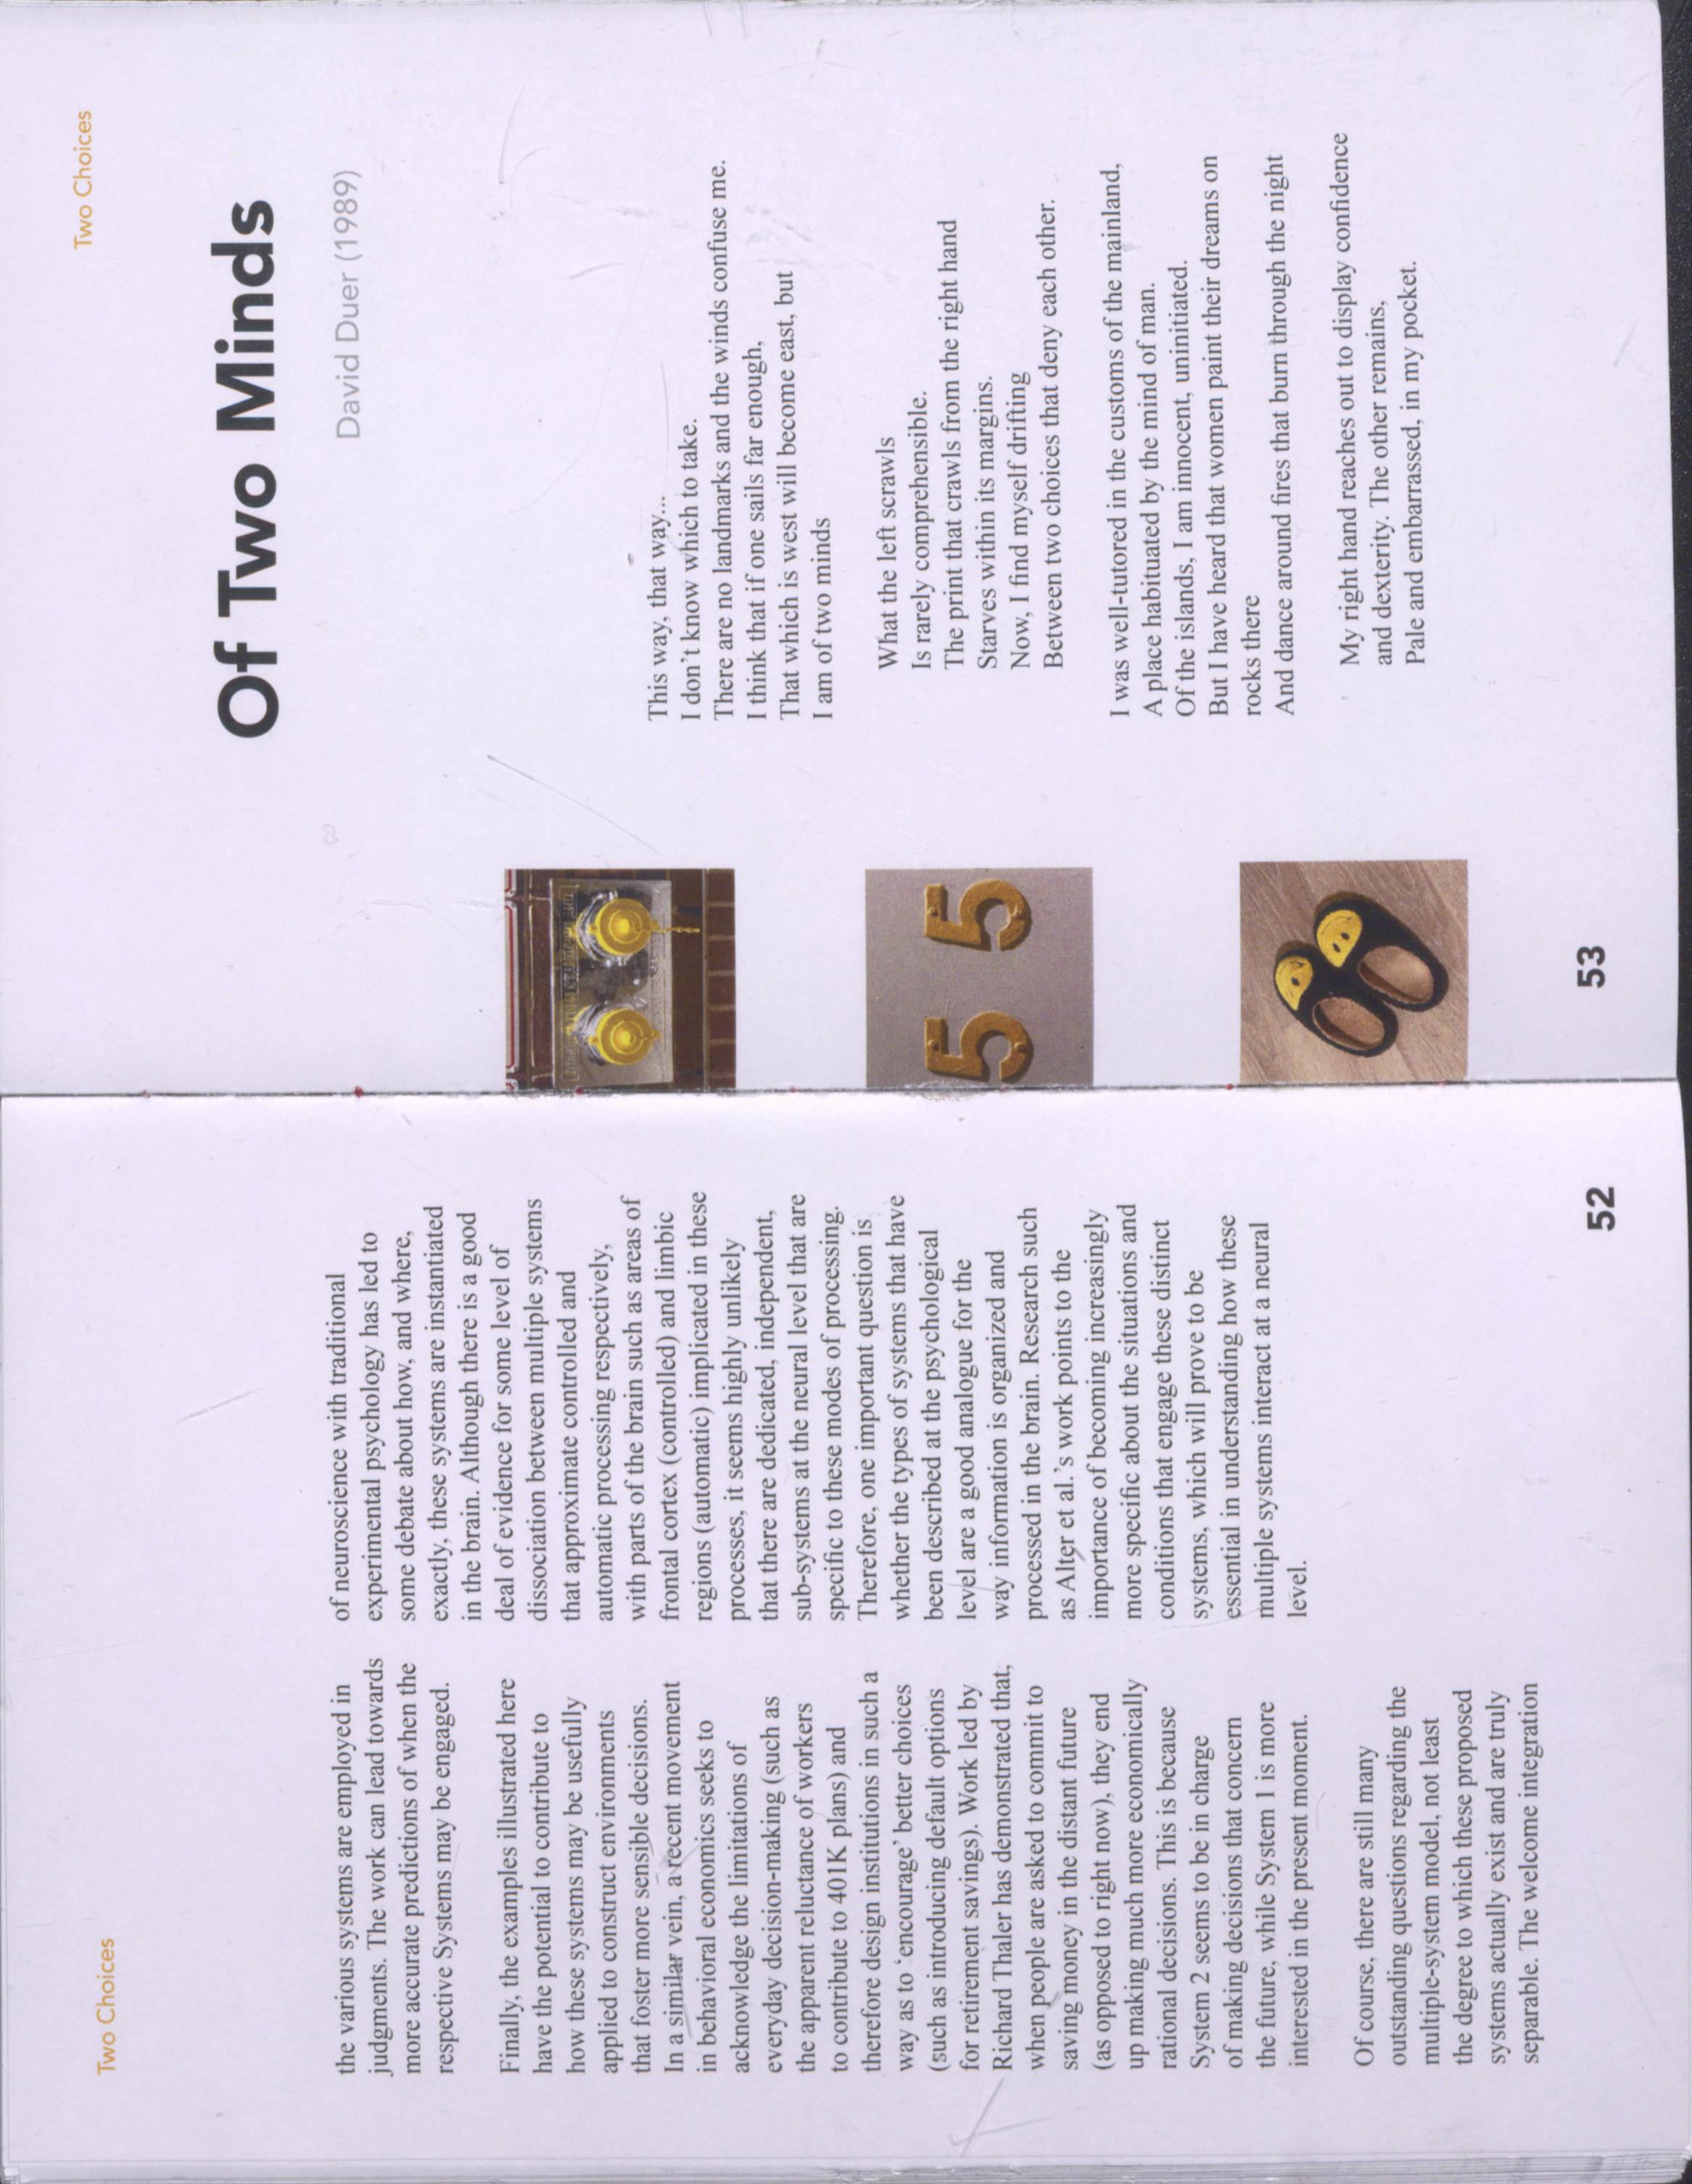 Two Choices
the various systems are employed in
judgments. The work can lead towards
more accurate predictions of when the
respective Systems may be engaged.
Finally, the examples illustrated here
have the potential to contribute to
how these systems may be usefully
applied to construct environments
that foster more sensible decisions.
In a similar vein, a recent movement
in behavioral economics seeks to
acknowledge the limitations of
everyday decision-making (such as
the apparent reluctance of workers
to contribute to 401K plans) and
therefore design institutions in such a
way as to ‘encourage’ better choices
(such as introducing default options
for retirement savings). Work led by
Richard Thaler has demonstrated that,
when people are asked to commit to
saving money in the distant future
(as opposed to right now), they end
up making much more economically
rational decisions. This is because
System 2 seems to be in charge
of making decisions that concern
the future, while System 1 is more
interested in the present moment.
Of course, there are still many
outstanding questions regarding the
multiple-system model, not least
the degree to which these proposed
systems actually exist and are truly
separable. The welcome integration
of neuroscience with traditional
experimental psychology has led to
some debate about how, and where,
exactly, these systems are instantiated
in the brain. Although there is a good
deal of evidence for some level of
dissociation between multiple systems
that approximate controlled and
automatic processing respectively,
with parts of the brain such as areas of
frontal cortex (controlled) and limbic
regions (automatic) implicated in these
processes, it seems highly unlikely
that there are dedicated, independent,
sub-systems at the neural level that are
specific to these modes of processing.
Therefore, one important question is
whether the types of systems that have
been described at the psychological
level are a good analogue for the
way information is organized and
processed in the brain. Research such
as Alter et al.’s work points to the
importance of becoming increasingly
more specific about the situations and
conditions that engage these distinct
systems, which will prove to be
essential in understanding how these
multiple systems interact at a neural
level.
52
Two Choices
Of Two Minds
David Duer (1989)
5 5
This way, that way...
I don’t know which to take.
There are no landmarks and the winds confuse me.
I think that if one sails far enough,
That which is west will become east, but
I am of two minds
What the left scrawls
Is rarely comprehensible.
The print that crawls from the right hand
Starves within its margins.
Now, I find myself drifting
Between two choices that deny each other.
I was well-tutored in the customs of the mainland,
A place habituated by the mind of man.
Of the islands, I am innocent, uninitiated.
But I have heard that women paint their dreams on
rocks there
And dance around fires that burn through the night
My right hand reaches out to display confidence
and dexterity. The other remains,
Pale and embarrassed, in my pocket.
53